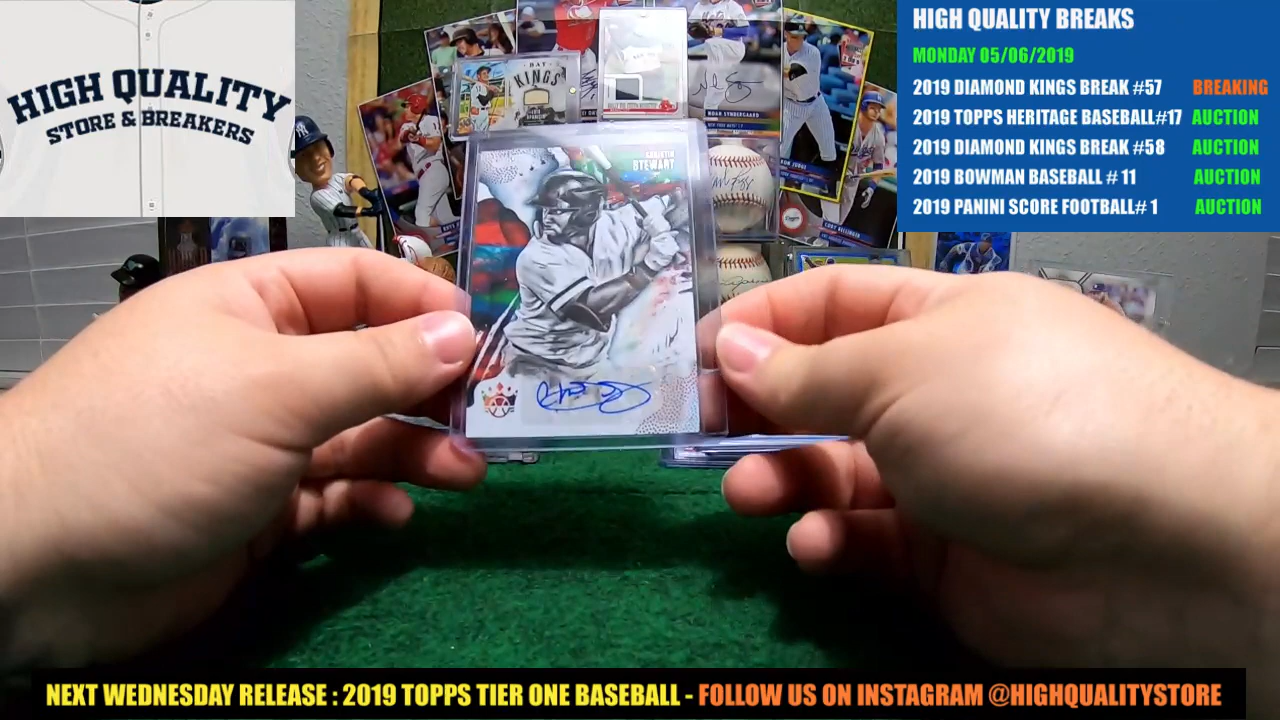 HIGH QUALITY
STORE & BREAKERS
HIGH QUALITY BREAKS
MONDAY 05/06/2019
2019 DIAMOND KINGS BREAK #57 BREAKING
2019 TOPPS HERITAGE BASEBALL#17 AUCTION
2019 DIAMOND KINGS BREAK #58 AUCTION
2019 BOWMAN BASEBALL # 11 AUCTION
2019 PANINI SCORE FOOTBALL# 1 AUCTION
KINGS
NOAH SYNDERGAARD
STEWART
NEXT WEDNESDAY RELEASE : 2019 TOPPS TIER ONE BASEBALL - FOLLOW US ON INSTAGRAM @HIGHQUALITYSTORE